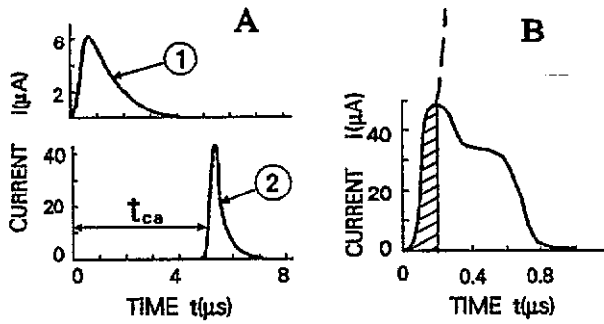 A
B
I(μA)
6
2
1
CURRENT
40
20
0
2
tca
0
4
8
TIME t(μs)
CURRENT I(μA)
40
20
0
0
0.4
0.8
TIME t(μs)